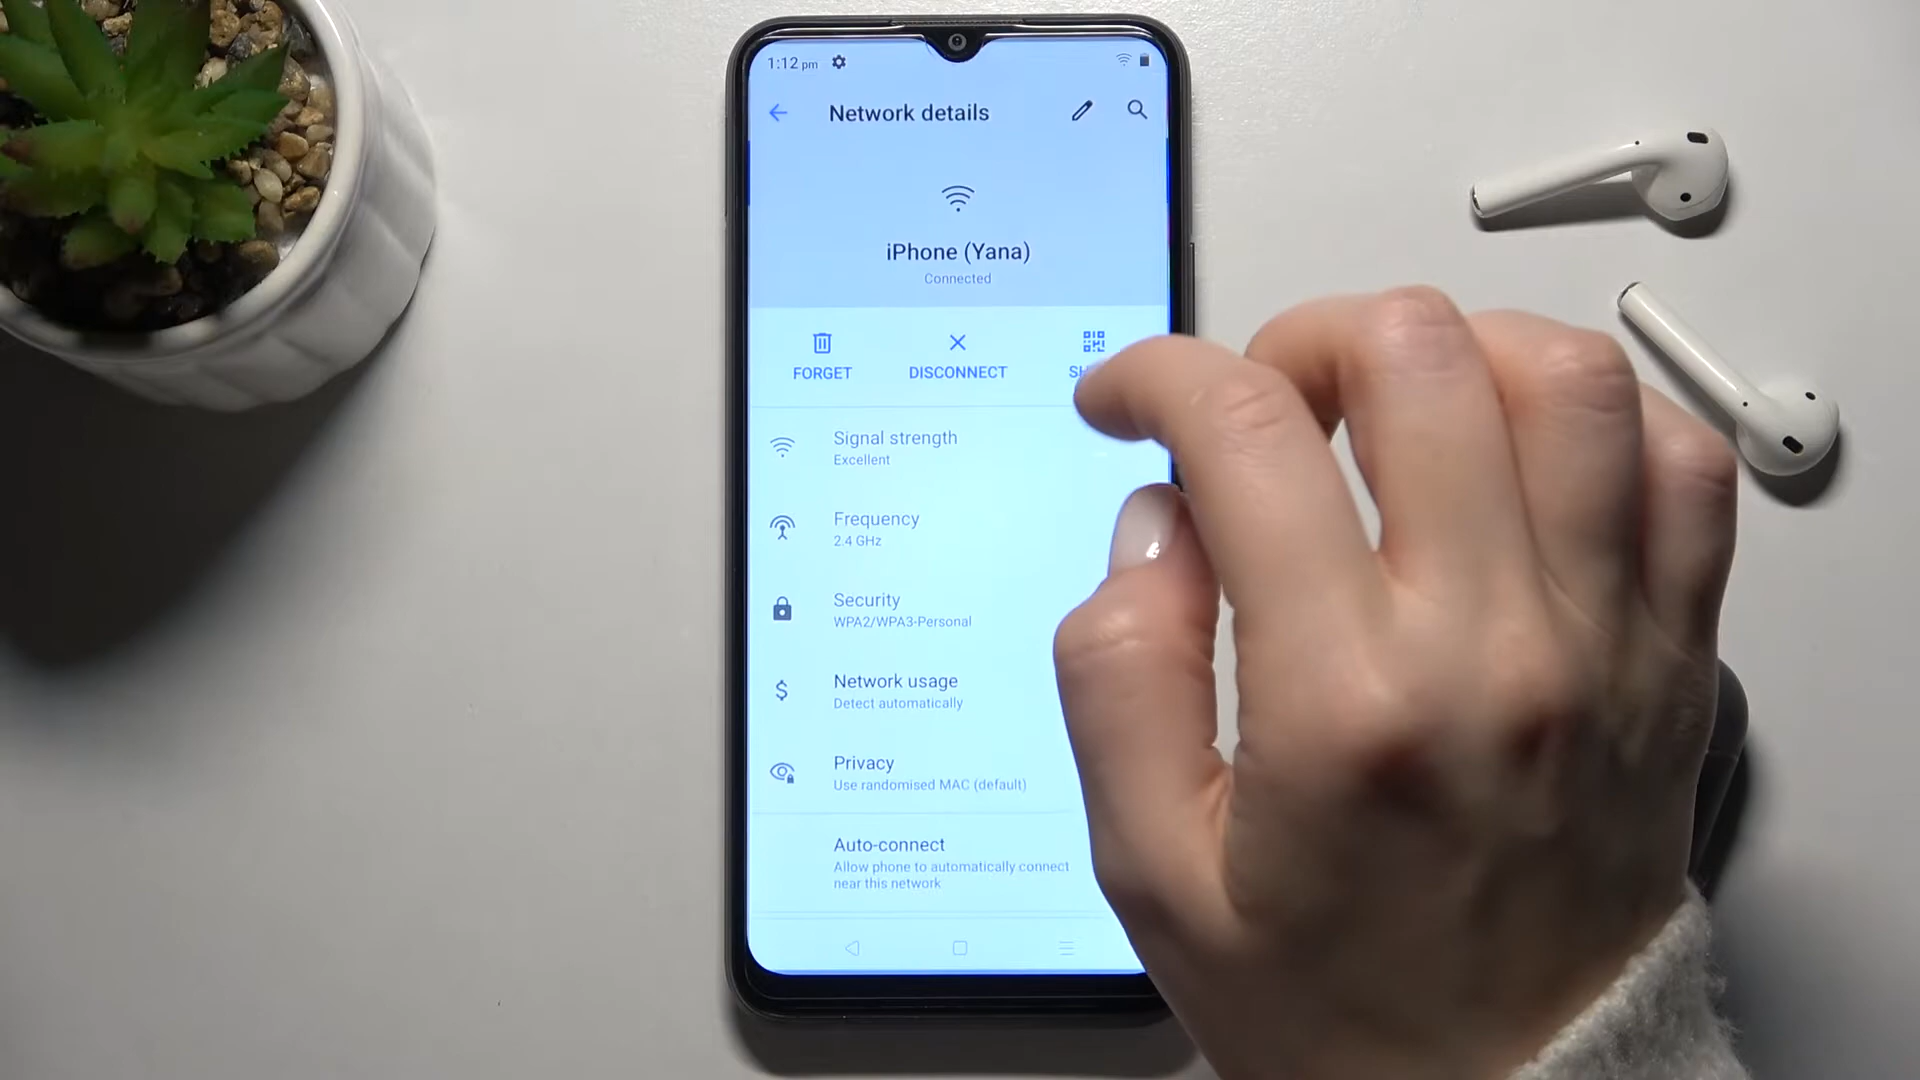 1:12 pm
Network details
iPhone (Yana)
Connected
FORGET
DISCONNECT
Signal strength
Excellent
Frequency
2.4 GHz
Security
WPA2/WPA3-Personal
Network usage
Detect automatically
Privacy
Use randomised MAC (default)
Auto-connect
Allow phone to automatically connect
near this network